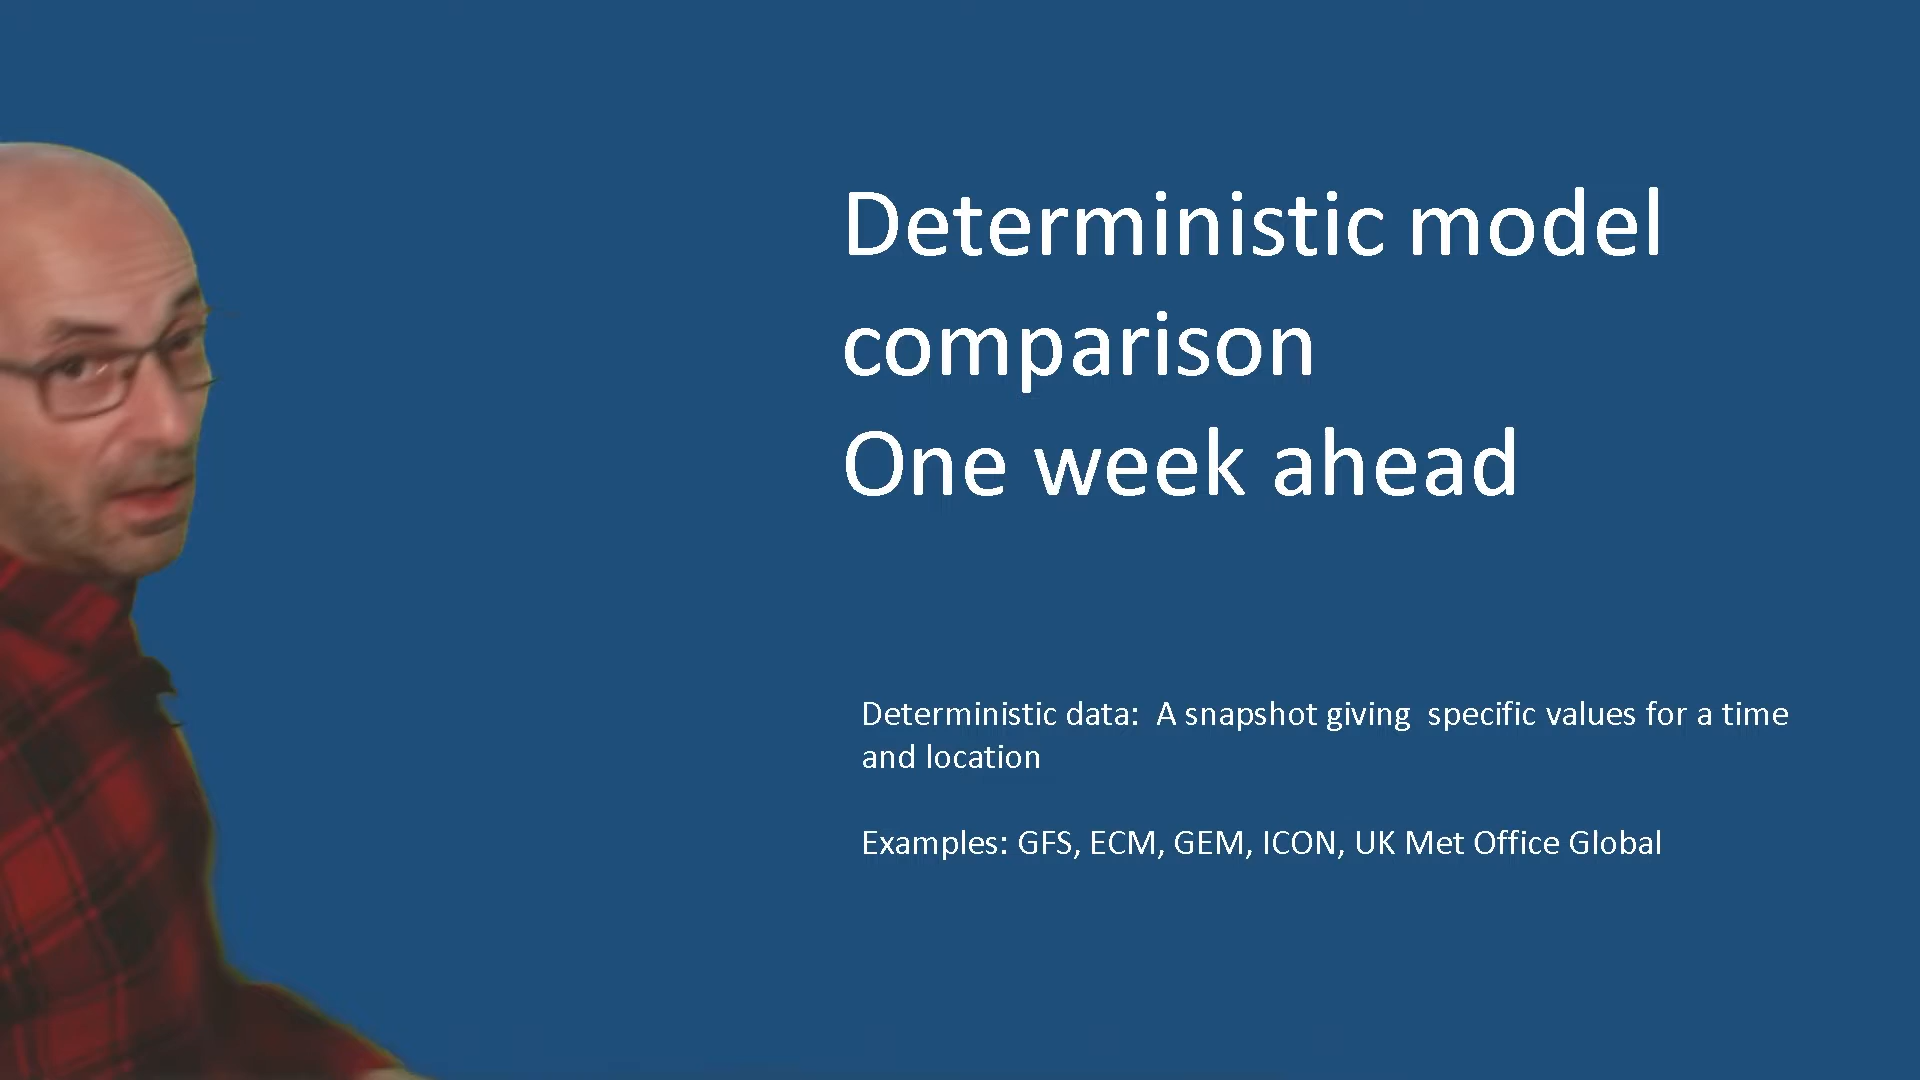 Deterministic model
comparison
One week ahead
Deterministic data:  A snapshot giving  specific values for a time
and location
Examples: GFS, ECM, GEM, ICON, UK Met Office Global